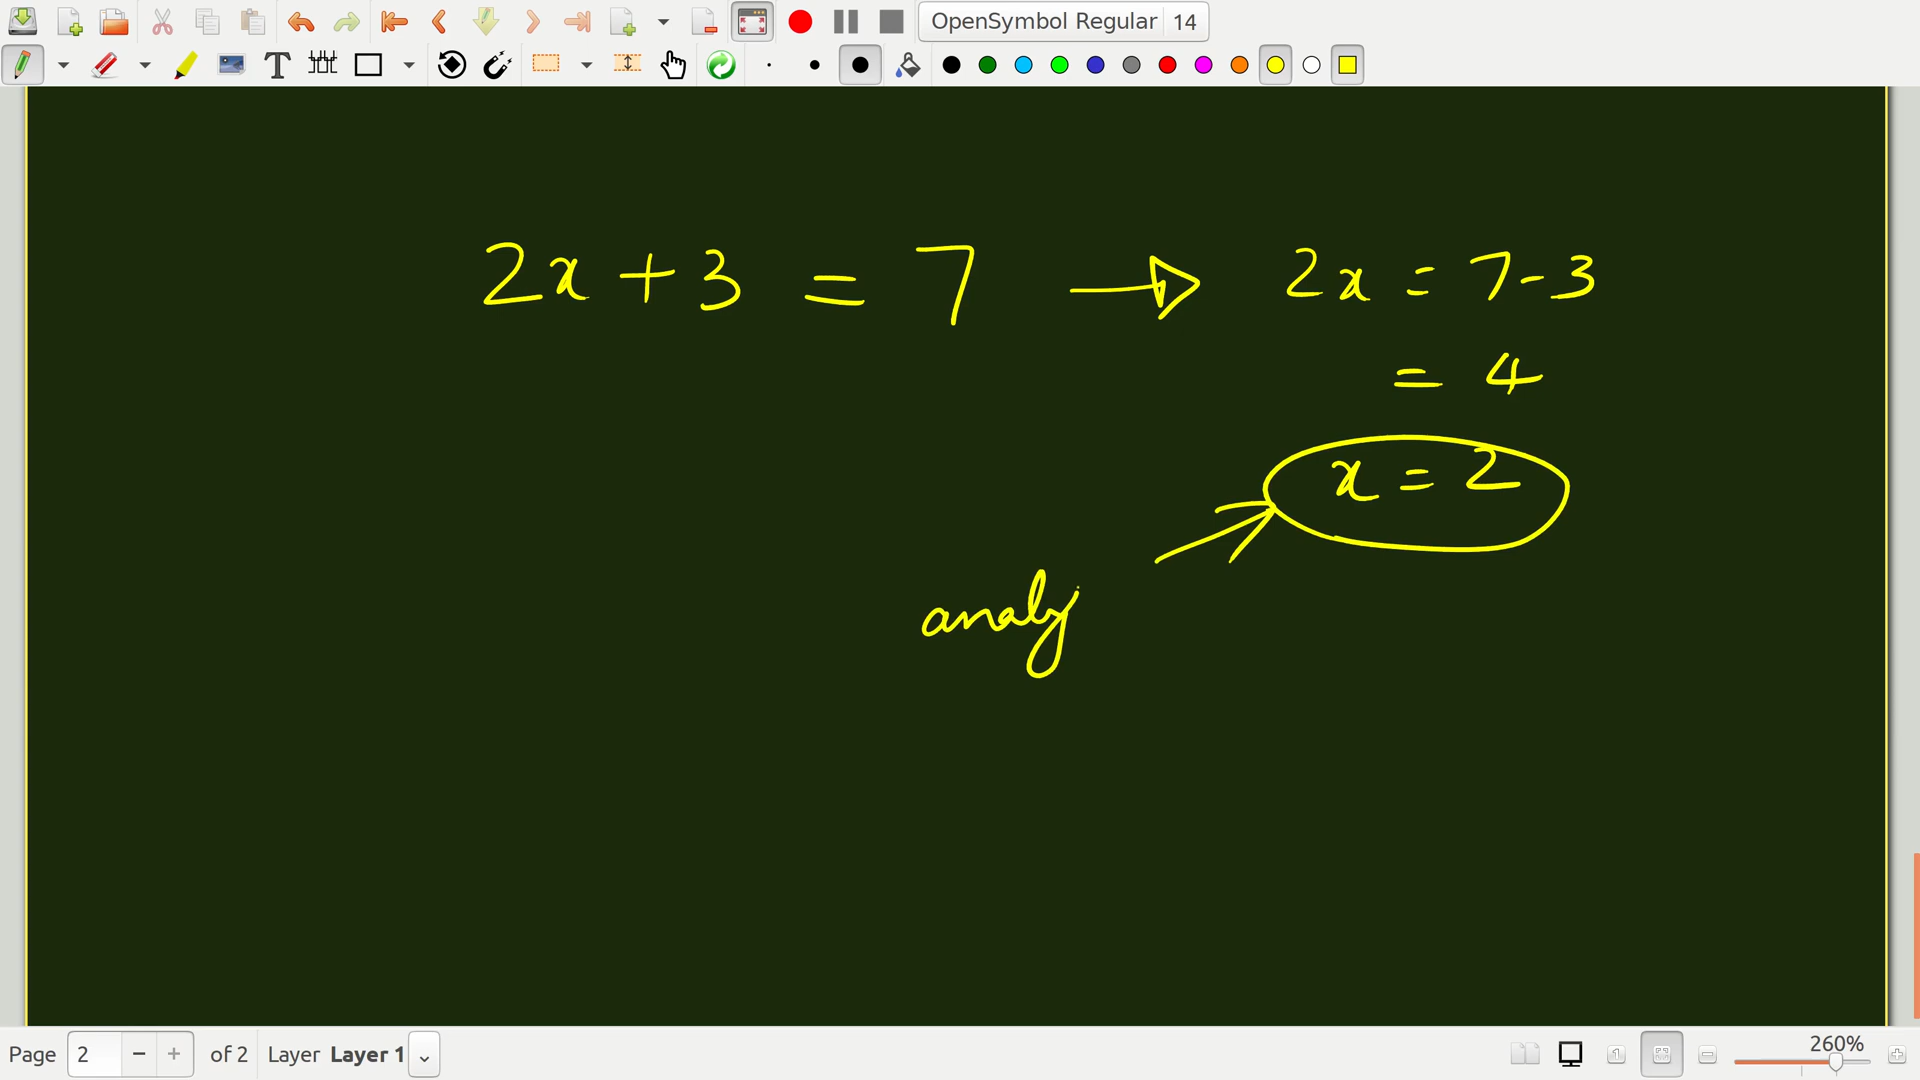 OpenSymbol Regular 14
2x + 3 = 7 → 2x = 7 - 3
= 4
x = 2
analy
Page 2 of 2 Layer Layer 1 260%